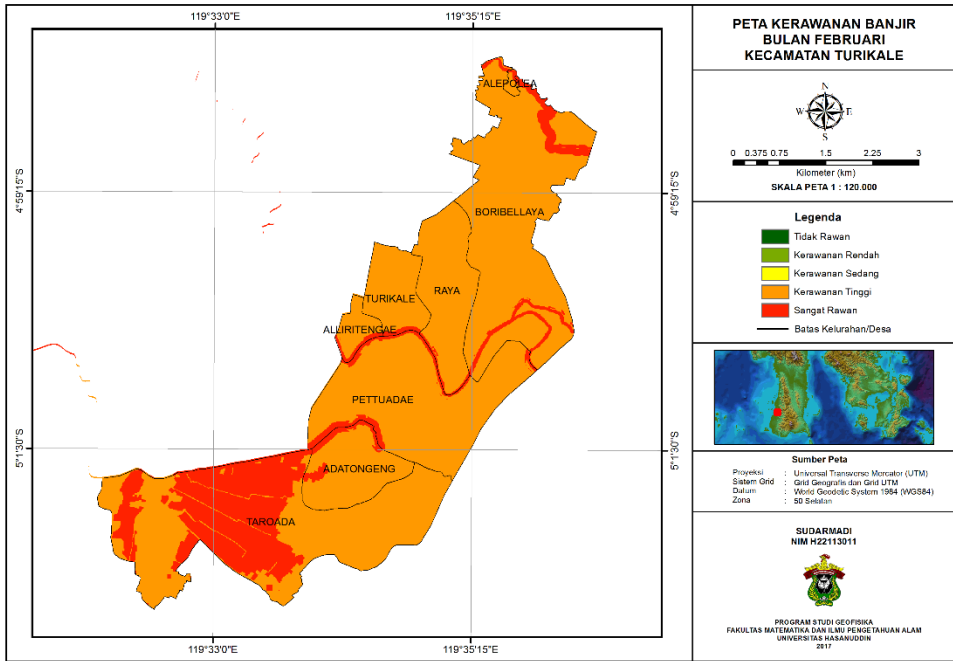 119°33'0"E
119°35'15"E
4°59'15"S
4°59'15"S
5°1'30"S
5°1'30"S
119°33'0"E
119°35'15"E
ALEPOLEA
BORIBELLAYA
RAYA
TURIKALE
ALLIRITENGAE
PETTUADAE
ADATONGENG
TAROADA
PETA KERAWANAN BANJIR
BULAN FEBRUARI
KECAMATAN TURIKALE
N
W E
S
0 0.375 0.75 1.5 2.25 3
Kilometer (km)
SKALA PETA 1 : 120.000
Legenda
Tidak Rawan
Kerawanan Rendah
Kerawanan Sedang
Kerawanan Tinggi
Sangat Rawan
Batas Kelurahan/Desa
Sumber Peta
Proyeksi : Universal Transverse Mercator (UTM)
Sistem Grid : Grid Geografis dan Grid UTM
Datum : World Geodetic System 1984 (WGS84)
Zona : 50 Selatan
SUDARMADI
NIM H22113011
PROGRAM STUDI GEOFISIKA
FAKULTAS MATEMATIKA DAN ILMU PENGETAHUAN ALAM
UNIVERSITAS HASANUDDIN
2017